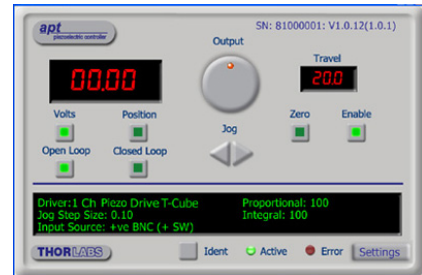 apt
piezoelectric controller
SN: 81000001: V1.0.12(1.0.1)
Output
00.00
Travel
20.0
Volts
Position
Zero
Enable
Jog
Open Loop
Closed Loop
Driver:1 Ch Piezo Drive T-Cube
Proportional: 100
Jog Step Size: 0.10
Integral: 100
Input Source: +ve BNC (+ SW)
THORLABS
Ident
Active
Error
Settings